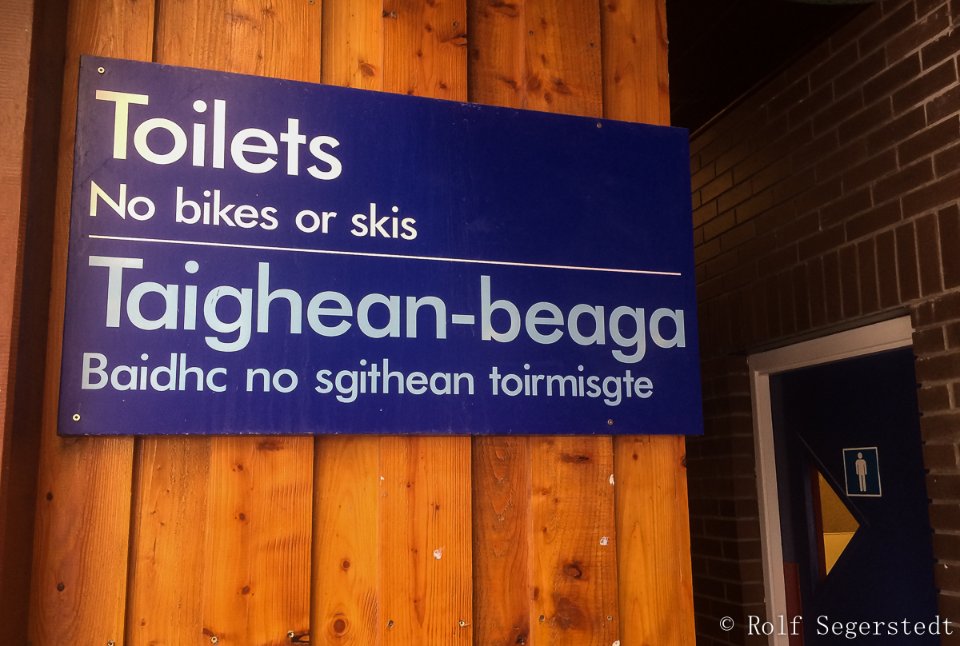 Toilets
No bikes or skis
Taighean-beaga
Baidhc no sgithean toirmisgte
© Rolf Segerstedt